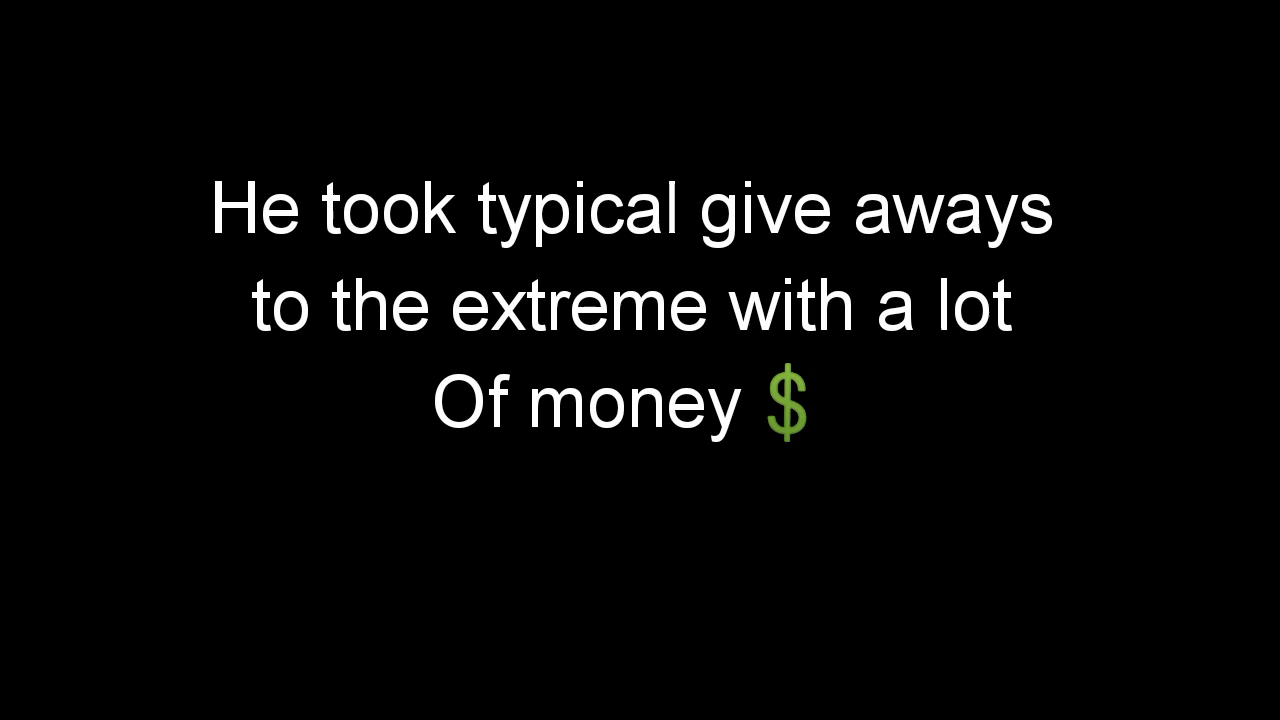 He took typical give aways
to the extreme with a lot
Of money 💲